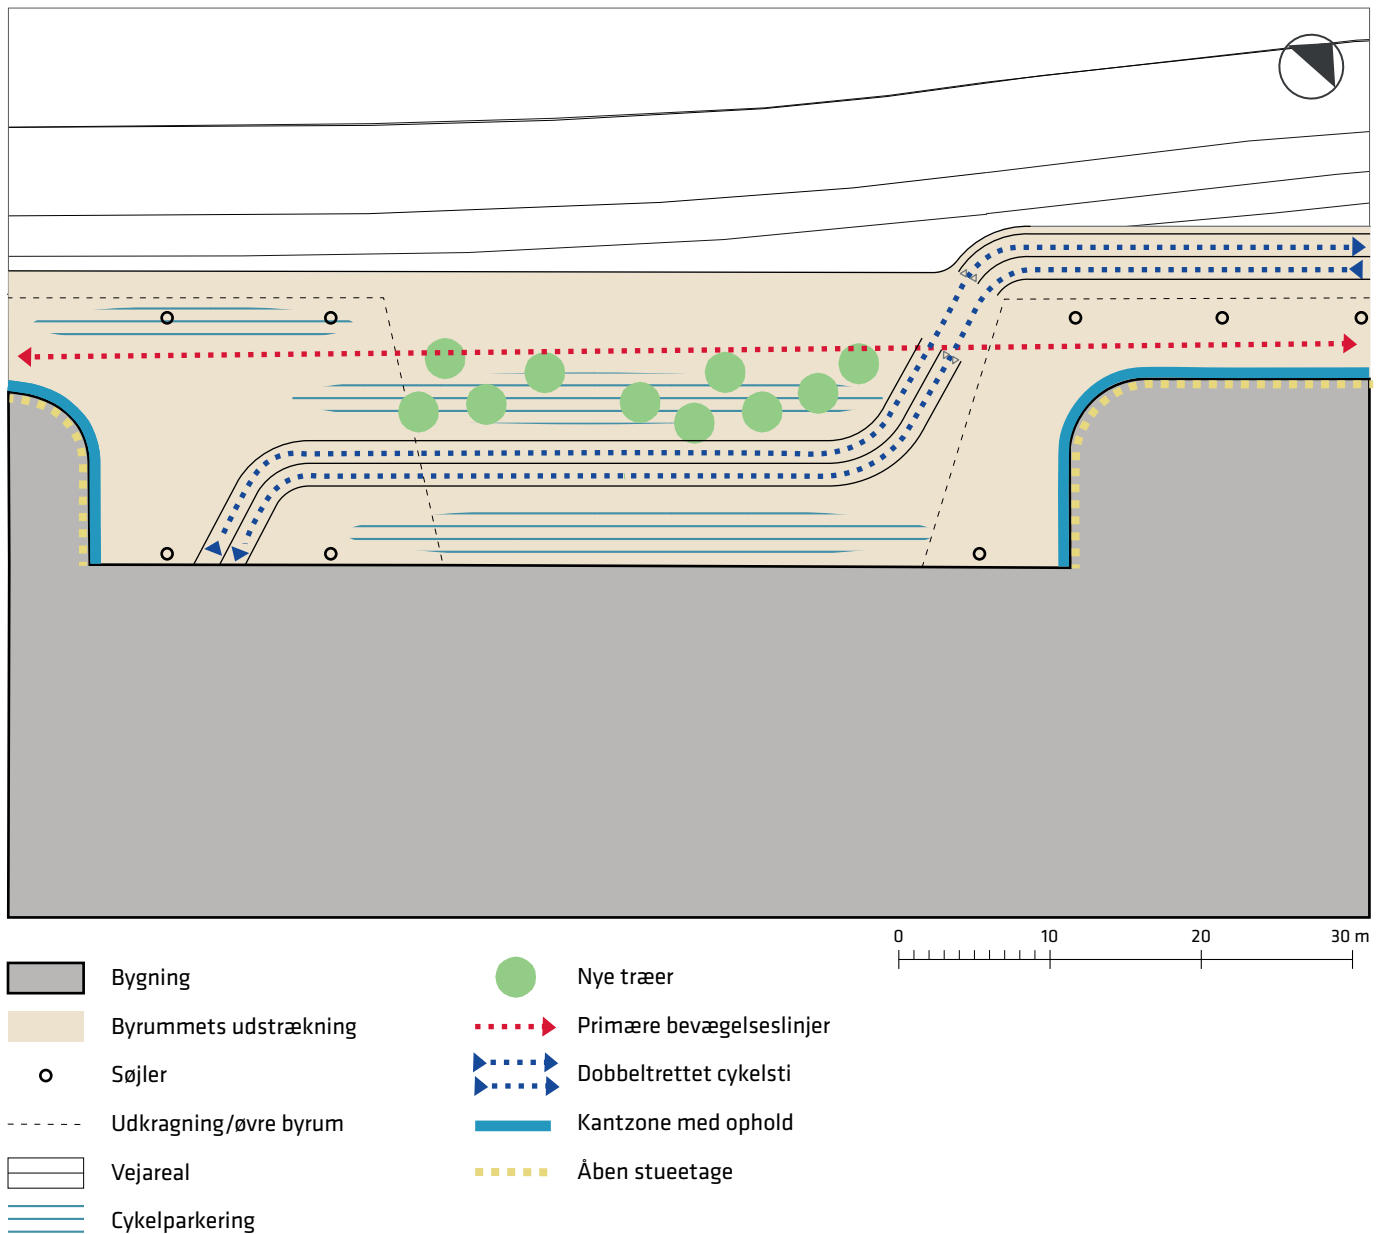 0 10 20 30 m
Bygning
Byrummets udstrækning
Søjler
Udkragning/øvre byrum
Vejareal
Cykelparkering
Nye træer
Primære bevægelseslinjer
Dobbeltrettet cykelsti
Kantzone med ophold
Åben stueetage